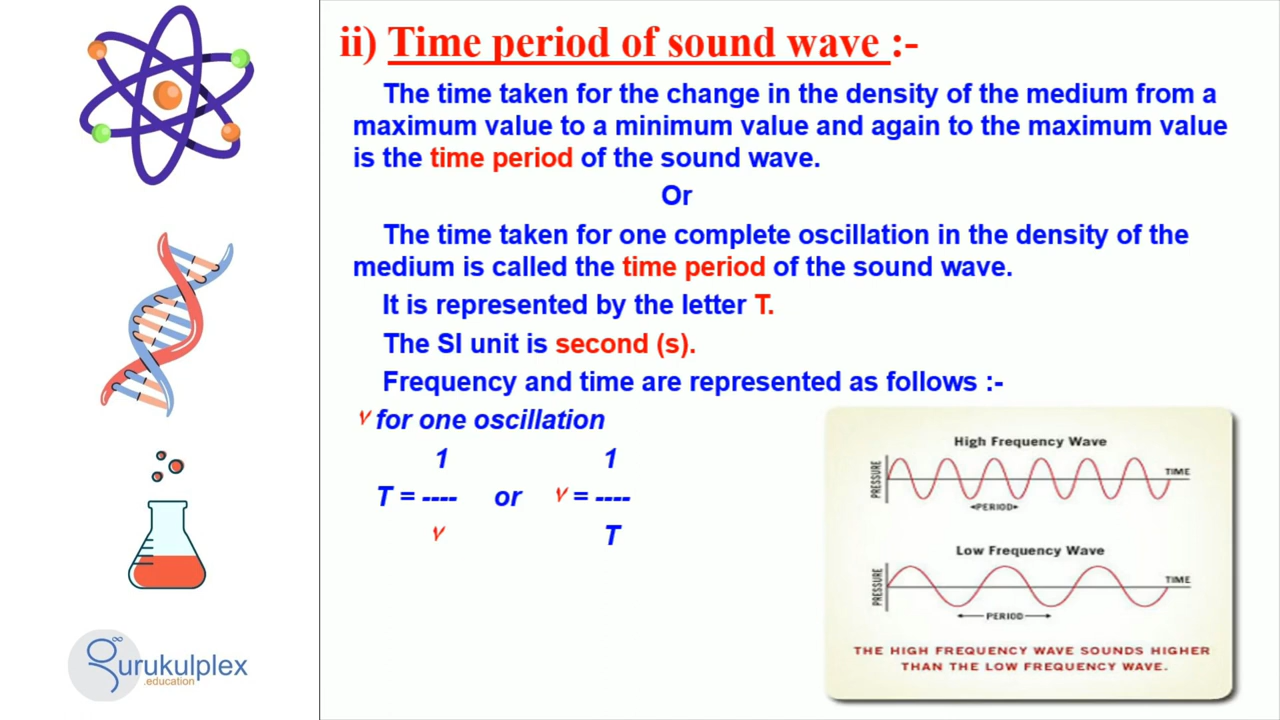 ii) Time period of sound wave :-
The time taken for the change in the density of the medium from a
maximum value to a minimum value and again to the maximum value
is the time period of the sound wave.
Or
The time taken for one complete oscillation in the density of the
medium is called the time period of the sound wave.
It is represented by the letter T.
The SI unit is second (s).
Frequency and time are represented as follows :-
ν for one oscillation
1 1
T = ---- or ν = ----
ν T
High Frequency Wave
PRESSURE
TIME
◄PERIOD►
Low Frequency Wave
PRESSURE
TIME
◄—PERIOD—►
THE HIGH FREQUENCY WAVE SOUNDS HIGHER
THAN THE LOW FREQUENCY WAVE.
∞
gurukulplex
.education